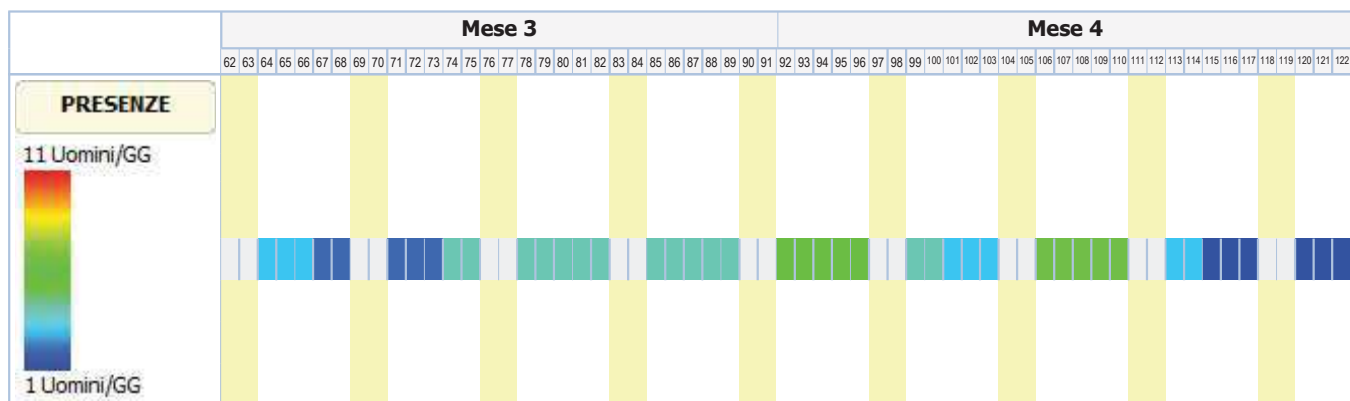 Mese 3 Mese 4
62 63 64 65 66 67 68 69 70 71 72 73 74 75 76 77 78 79 80 81 82 83 84 85 86 87 88 89 90 91 92 93 94 95 96 97 98 99 100 101 102 103 104 105 106 107 108 109 110 111 112 113 114 115 116 117 118 119 120 121 122
PRESENZE
11 Uomini/GG
1 Uomini/GG